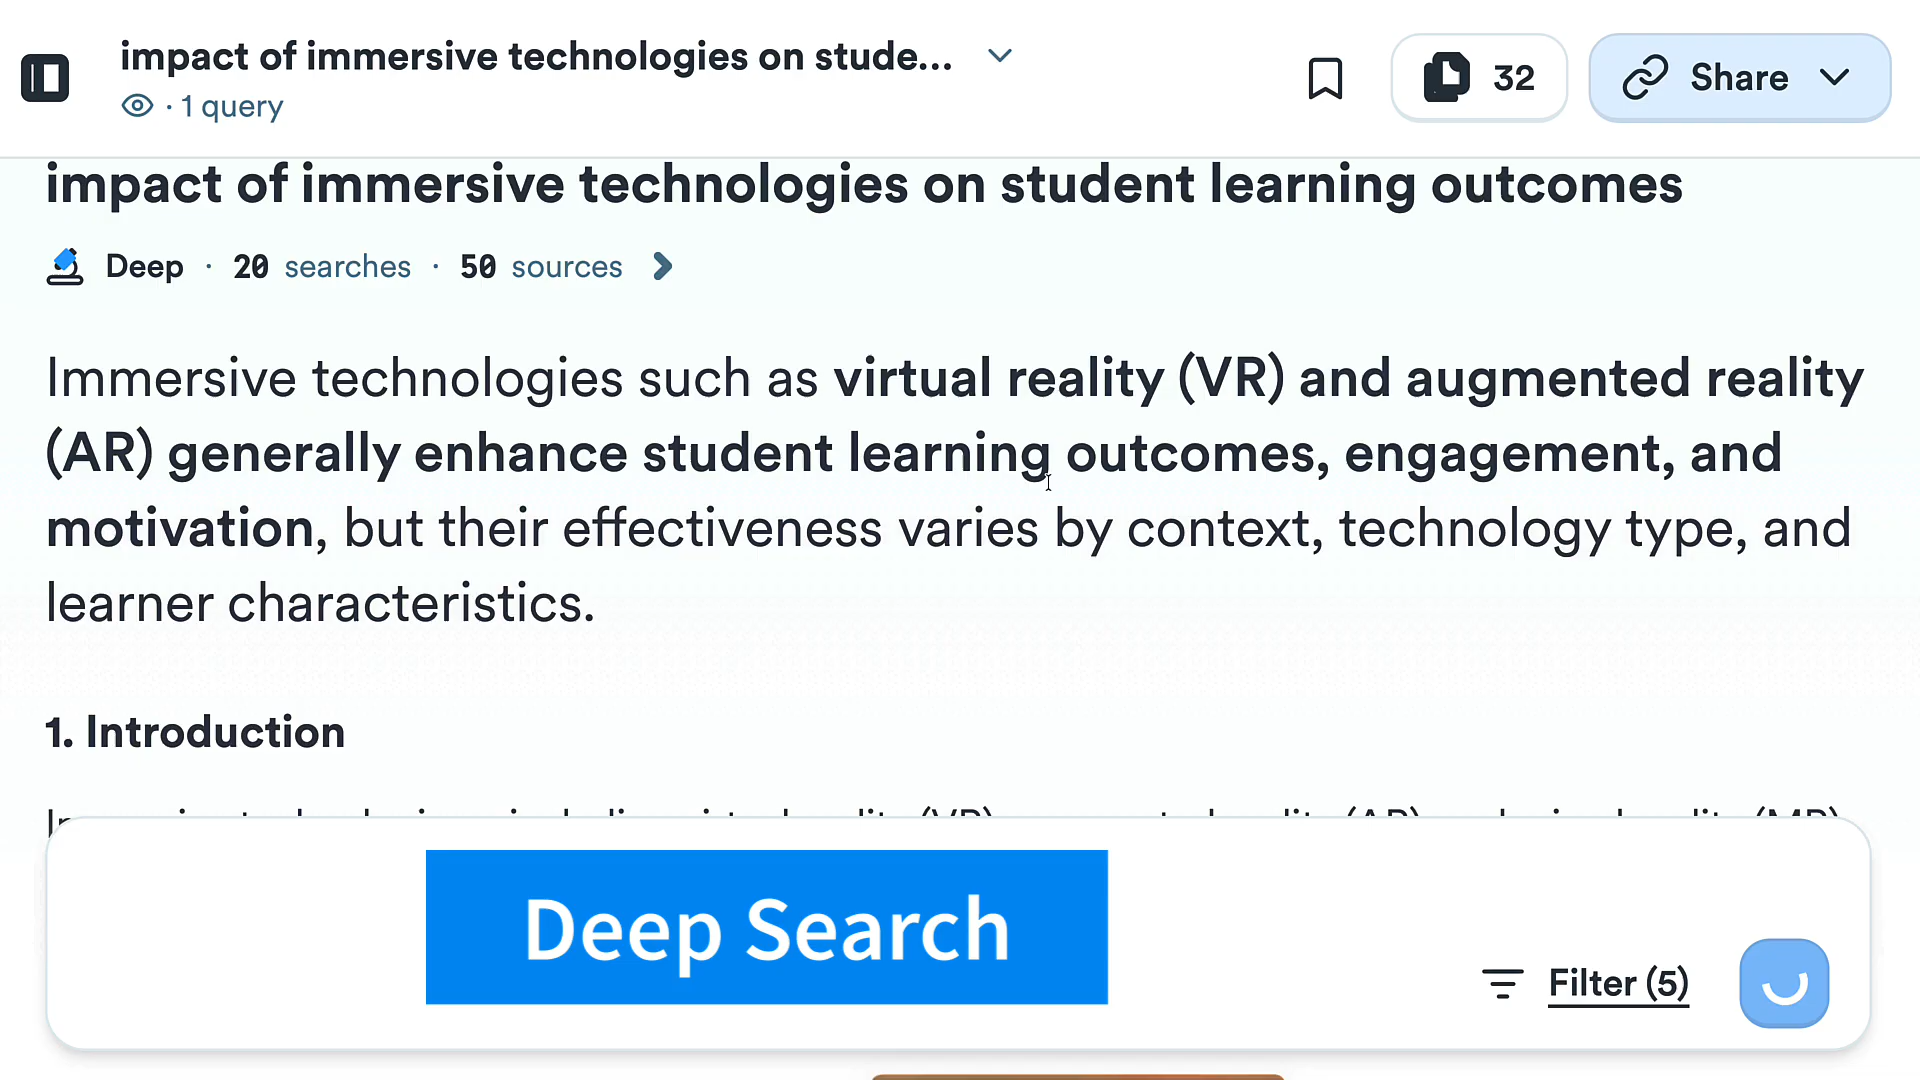 impact of immersive technologies on stude...
· 1 query
32
Share
impact of immersive technologies on student learning outcomes
Deep · 20 searches · 50 sources
Immersive technologies such as virtual reality (VR) and augmented reality
(AR) generally enhance student learning outcomes, engagement, and
motivation, but their effectiveness varies by context, technology type, and
learner characteristics.
1. Introduction
Deep Search
Filter (5)